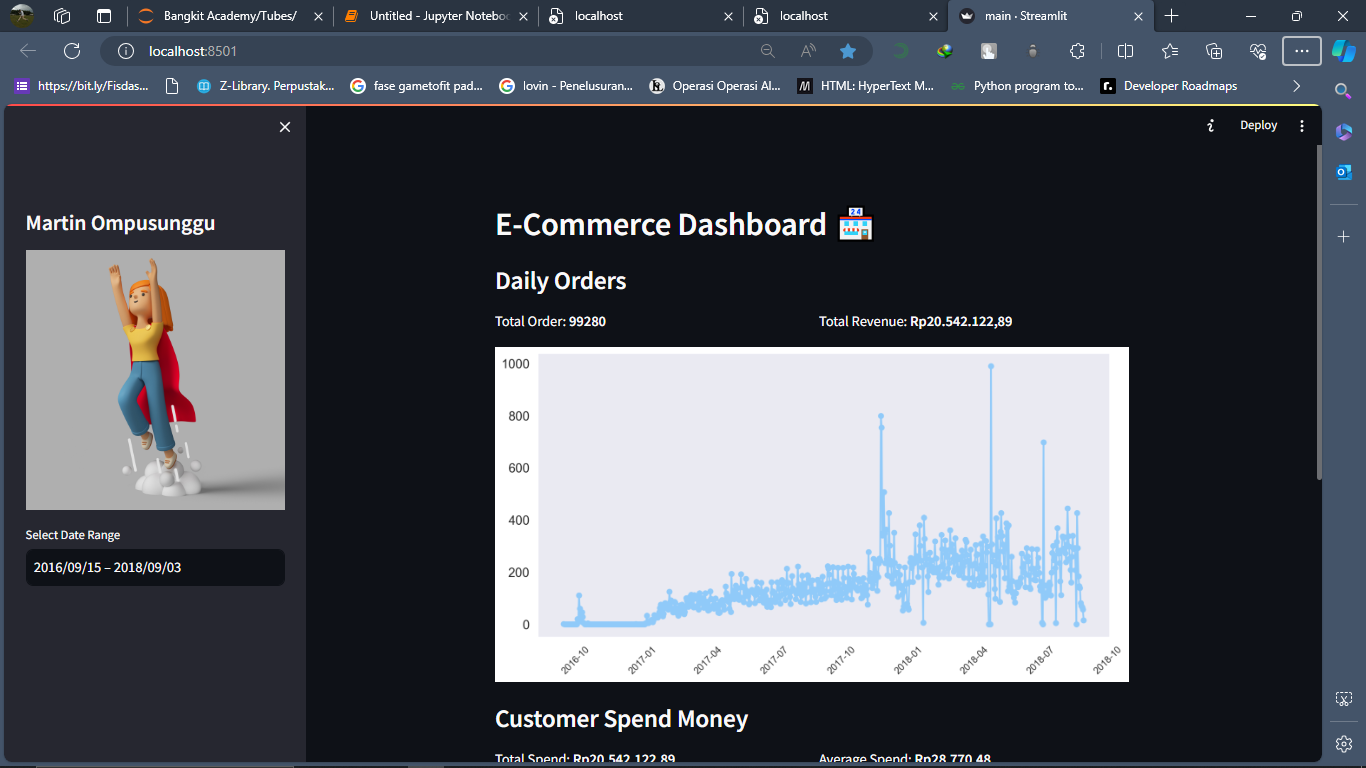 Bangkit Academy/Tubes/
Untitled - Jupyter Noteboo
localhost
localhost
main · Streamlit
localhost:8501
https://bit.ly/Fisdas...
Z-Library. Perpustak...
fase gametofit pad...
lovin - Penelusuran...
Operasi Operasi Al...
HTML: HyperText M...
Python program to...
Developer Roadmaps
Deploy
Martin Ompusunggu
Select Date Range
2016/09/15 – 2018/09/03
E-Commerce Dashboard
24
Daily Orders
Total Order: 99280
Total Revenue: Rp20.542.122,89
1000
800
600
400
200
0
2016-10
2017-01
2017-04
2017-07
2017-10
2018-01
2018-04
2018-07
2018-10
Customer Spend Money
Total Spend: Rp20.542.122,89
Average Spend: Rp28.770,48